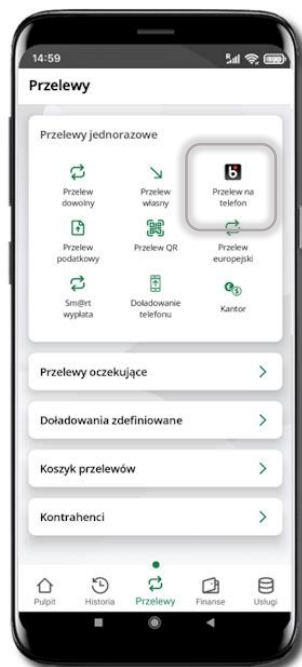 14:59
Przelewy
Przelewy jednorazowe
Przelew
dowolny
Przelew
własny
Przelew na
telefon
Przelew
podatkowy
Przelew QR
Przelew
europejski
Sm@rt
wypłata
Doładowanie
telefonu
Kantor
Przelewy oczekujące
Doładowania zdefiniowane
Koszyk przelewów
Kontrahenci
Pulpit
Historia
Przelewy
Finanse
Usługi